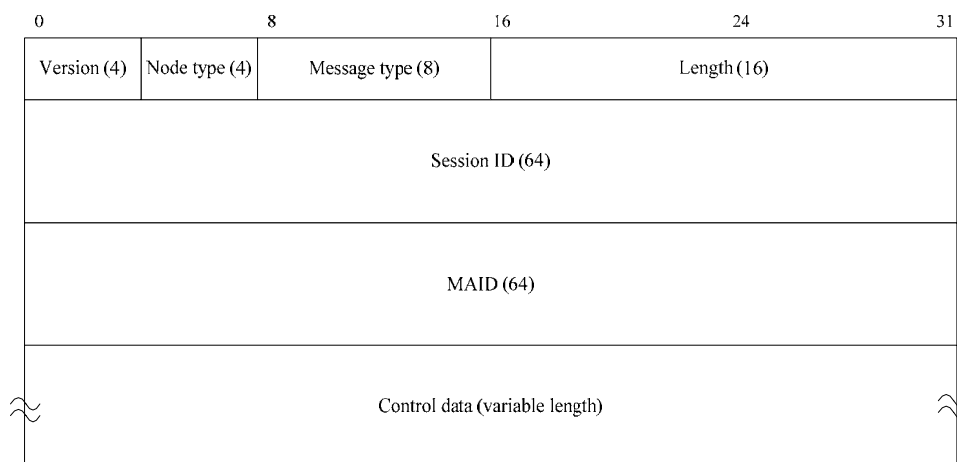 0 8 16 24 31
Version (4) Node type (4) Message type (8) Length (16)
Session ID (64)
MAID (64)
Control data (variable length)